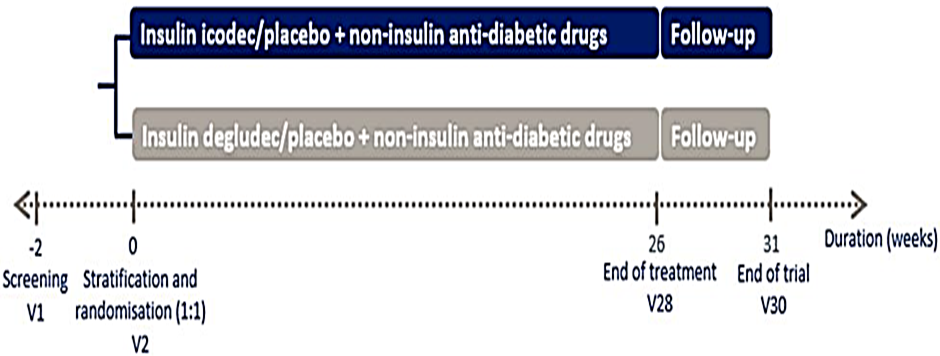 Insulin icodec/placebo + non-insulin anti-diabetic drugs
Follow-up
Insulin degludec/placebo + non-insulin anti-diabetic drugs
Follow-up
-2
Screening
V1
0
Stratification and
randomisation (1:1)
V2
26
End of treatment
V28
31
End of trial
V30
Duration (weeks)